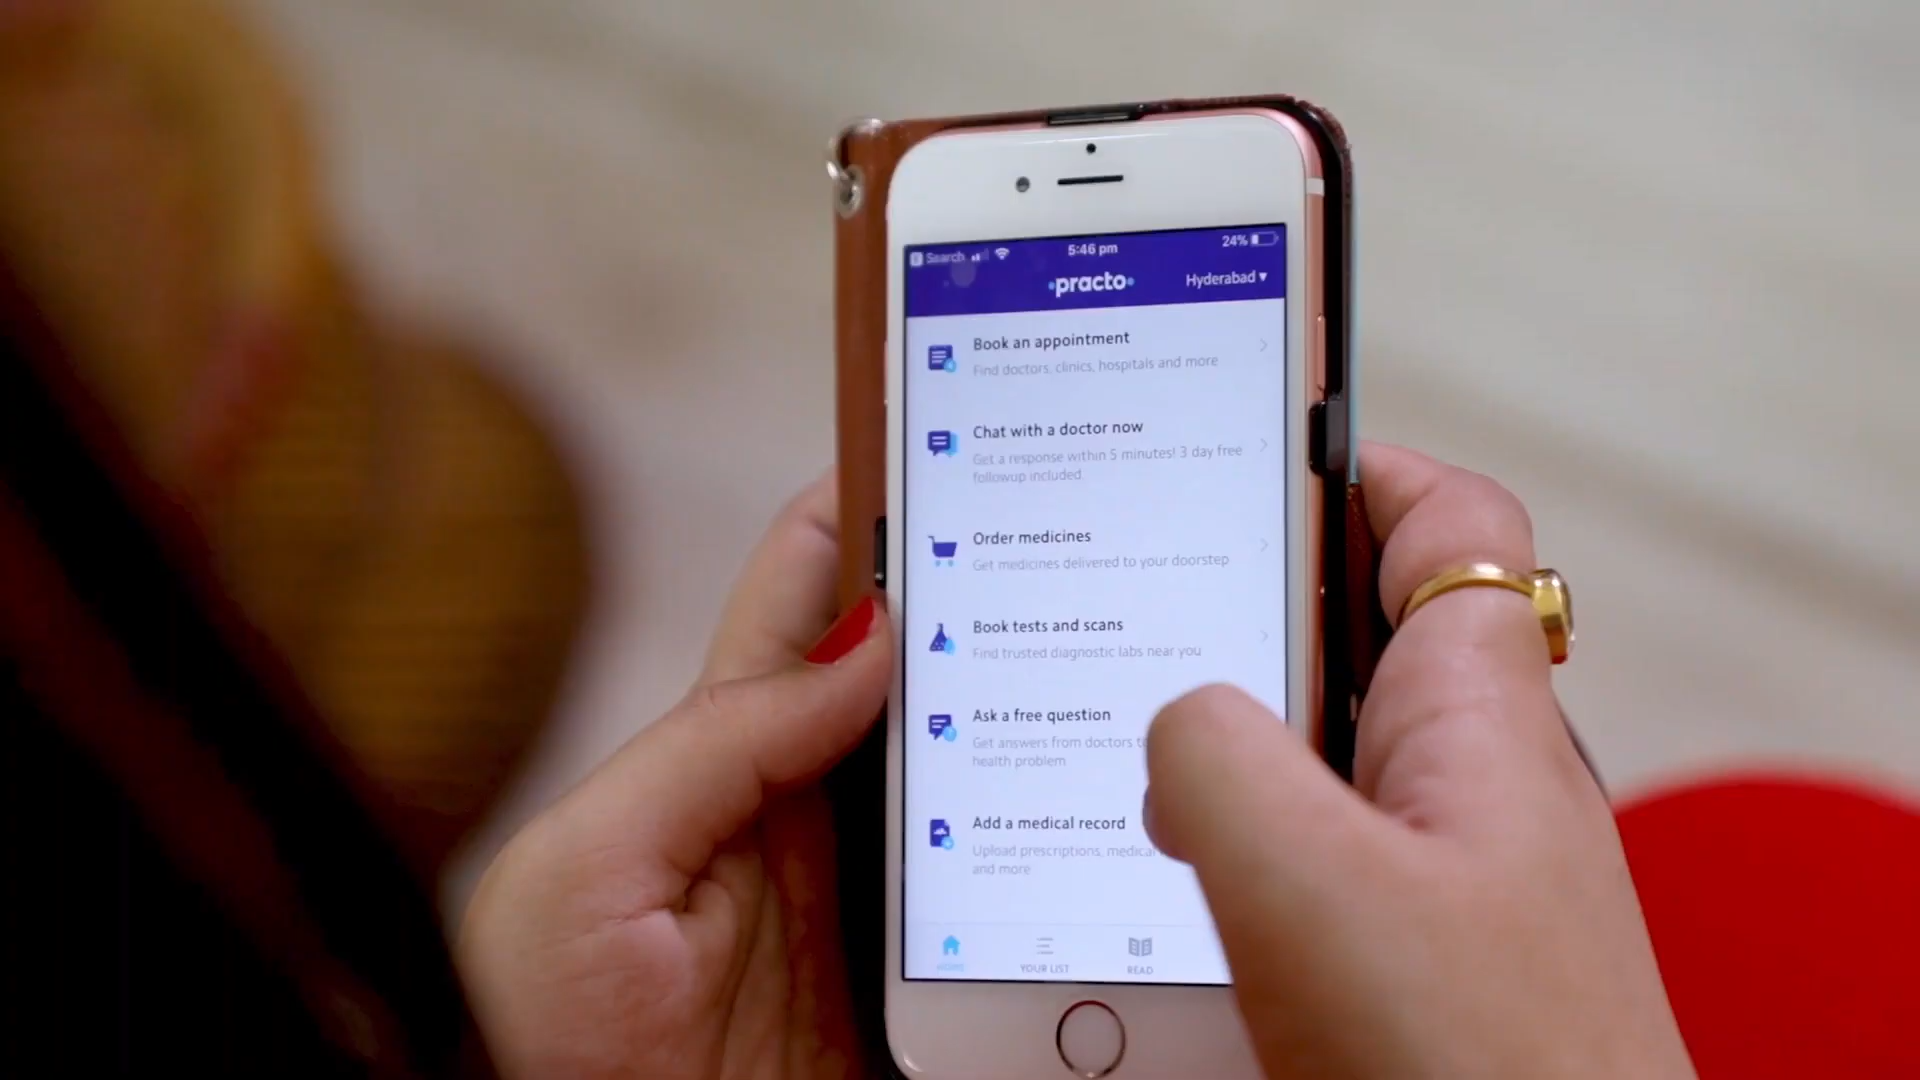 Search 5:46 pm 24%
practo Hyderabad
Book an appointment
Find doctors, clinics, hospitals and more
Chat with a doctor now
Get a response within 5 minutes! 3 day free
followup included.
Order medicines
Get medicines delivered to your doorstep
Book tests and scans
Find trusted diagnostic labs near you
Ask a free question
Get answers from doctors
health problem
Add a medical record
Upload prescriptions, medical
and more
HOME YOUR LIST READ